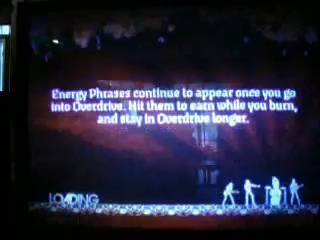 Energy Phrases continue to appear once you go
into Overdrive. Hit them to earn while you burn,
and stay in Overdrive longer.
LOADING